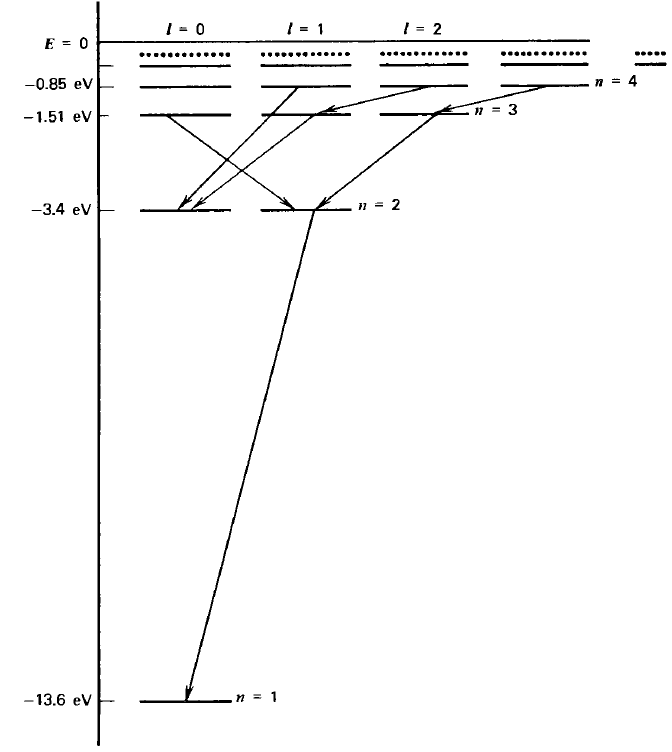 l = 0 l = 1 l = 2
E = 0
−0.85 eV n = 4
−1.51 eV n = 3
−3.4 eV n = 2
−13.6 eV n = 1